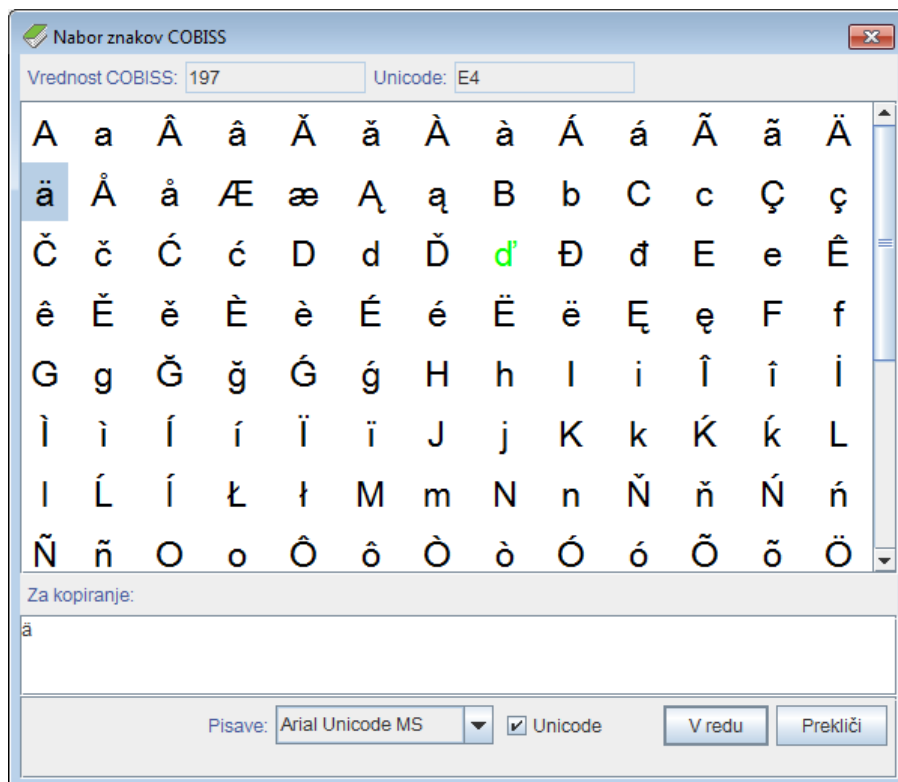 Nabor znakov COBISS
Vrednost COBISS: 197 Unicode: E4
A a Â â Ǎ ǎ À à Á á Ã ã Ä
ä Å å Æ æ Ą ą B b C c Ç ç
Č č Ć ć D d Ď ď Đ đ E e Ê
ê Ě ě È è É é Ë ë Ę ę F f
G g Ğ ğ Ǵ ǵ H h I i Î î İ
Ì ì Í í Ï ï J j K k Ḱ ḱ L
l Ĺ ĺ Ł ł M m N n Ň ň Ń ń
Ñ ñ O o Ô ô Ò ò Ó ó Õ õ Ö
Za kopiranje:
ä
Pisave: Arial Unicode MS Unicode V redu Prekliči